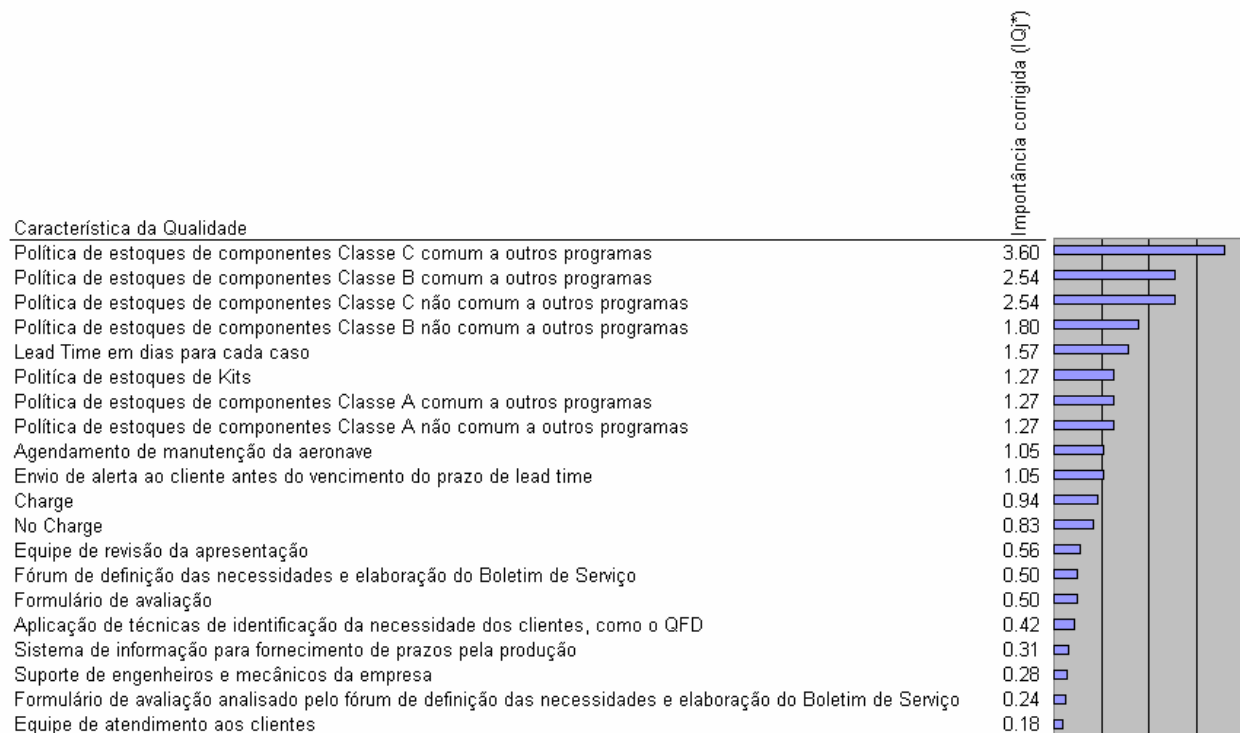 Importância corrigida (IQj*)
Característica da Qualidade
Política de estoques de componentes Classe C comum a outros programas 3.60
Política de estoques de componentes Classe B comum a outros programas 2.54
Política de estoques de componentes Classe C não comum a outros programas 2.54
Política de estoques de componentes Classe B não comum a outros programas 1.80
Lead Time em dias para cada caso 1.57
Politíca de estoques de Kits 1.27
Política de estoques de componentes Classe A comum a outros programas 1.27
Política de estoques de componentes Classe A não comum a outros programas 1.27
Agendamento de manutenção da aeronave 1.05
Envio de alerta ao cliente antes do vencimento do prazo de lead time 1.05
Charge 0.94
No Charge 0.83
Equipe de revisão da apresentação 0.56
Fórum de definição das necessidades e elaboração do Boletim de Serviço 0.50
Formulário de avaliação 0.50
Aplicação de técnicas de identificação da necessidade dos clientes, como o QFD 0.42
Sistema de informação para fornecimento de prazos pela produção 0.31
Suporte de engenheiros e mecânicos da empresa 0.28
Formulário de avaliação analisado pelo fórum de definição das necessidades e elaboração do Boletim de Serviço 0.24
Equipe de atendimento aos clientes 0.18